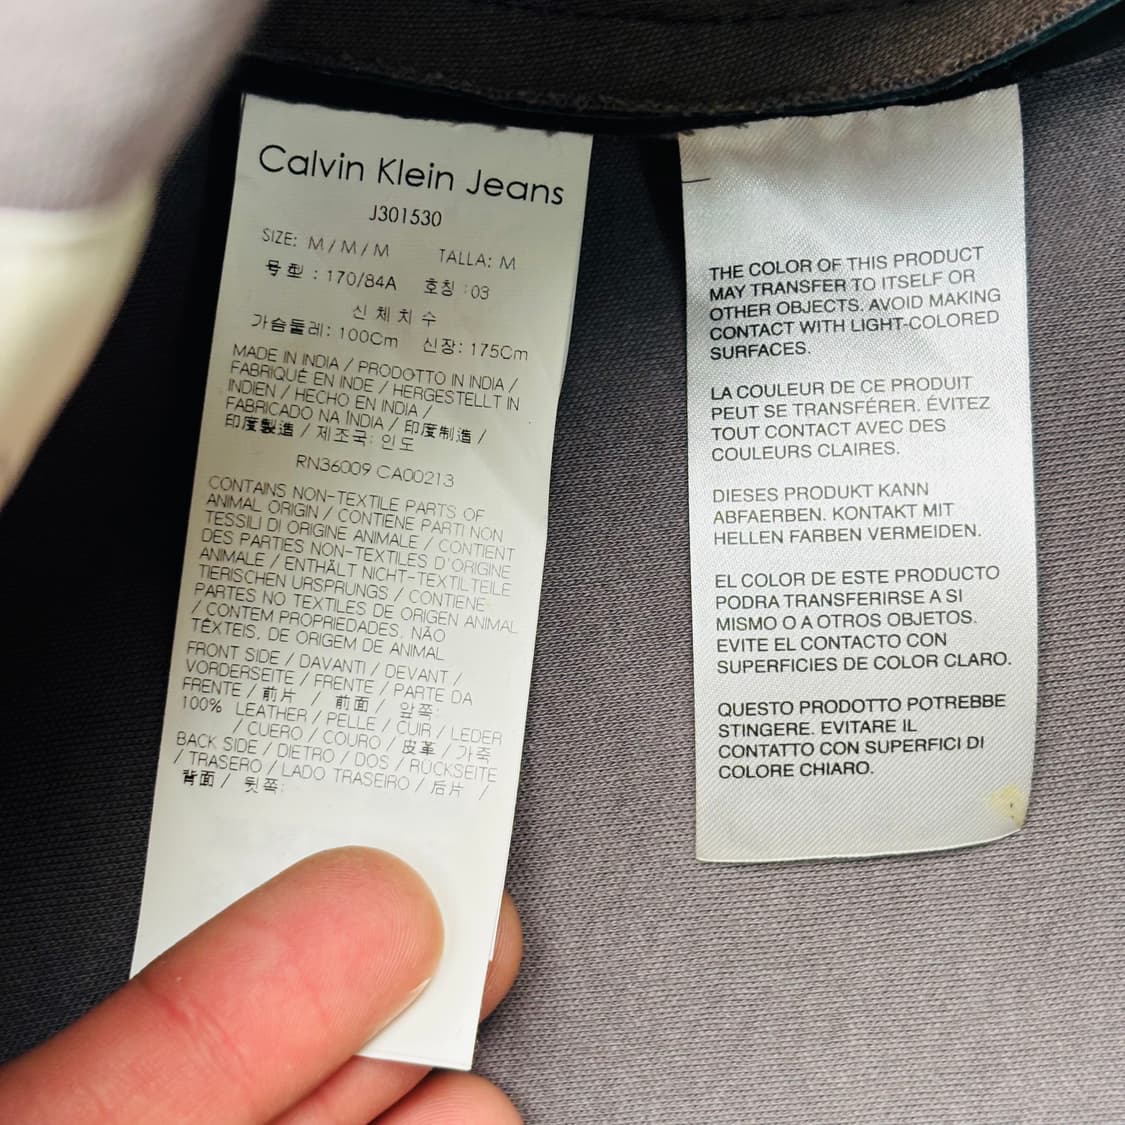 Calvin Klein Jeans
J301530
SIZE: M/M/M TALLA: M
号型 : 170/84A 호칭 : 03
신체치수
가슴둘레: 100Cm 신장: 175Cm
MADE IN INDIA / PRODOTTO IN INDIA /
FABRIQUÉ EN INDE / HERGESTELLT IN
INDIEN / HECHO EN INDIA /
FABRICADO NA ÍNDIA / 印度制造 /
印度製造 / 제조국: 인도
RN36009 CA00213
CONTAINS NON-TEXTILE PARTS OF
ANIMAL ORIGIN / CONTIENE PARTI NON
TESSILI DI ORIGINE ANIMALE / CONTIENT
DES PARTIES NON-TEXTILES D'ORIGINE
ANIMALE / ENTHÄLT NICHT-TEXTILTEILE
TIERISCHEN URSPRUNGS / CONTIENE
PARTES NO TEXTILES DE ORIGEN ANIMAL
/ CONTEM PROPRIEDADES, NÃO
TÊXTEIS, DE ORIGEM DE ANIMAL
FRONT SIDE / DAVANTI / DEVANT /
VORDERSEITE / FRENTE / PARTE DA
FRENTE / 前片 / 前面 / 앞쪽:
100% LEATHER / PELLE / CUIR / LEDER
/ CUERO / COURO / 皮革 / 가죽
BACK SIDE / DIETRO / DOS / RÜCKSEITE
/ TRASERO / LADO TRASEIRO / 后片 /
背面 / 뒷쪽:
THE COLOR OF THIS PRODUCT
MAY TRANSFER TO ITSELF OR
OTHER OBJECTS. AVOID MAKING
CONTACT WITH LIGHT-COLORED
SURFACES.
LA COULEUR DE CE PRODUIT
PEUT SE TRANSFÉRER. ÉVITEZ
TOUT CONTACT AVEC DES
COULEURS CLAIRES.
DIESES PRODUKT KANN
ABFAERBEN. KONTAKT MIT
HELLEN FARBEN VERMEIDEN.
EL COLOR DE ESTE PRODUCTO
PODRA TRANSFERIRSE A SI
MISMO O A OTROS OBJETOS.
EVITE EL CONTACTO CON
SUPERFICIES DE COLOR CLARO.
QUESTO PRODOTTO POTREBBE
STINGERE. EVITARE IL
CONTATTO CON SUPERFICI DI
COLORE CHIARO.